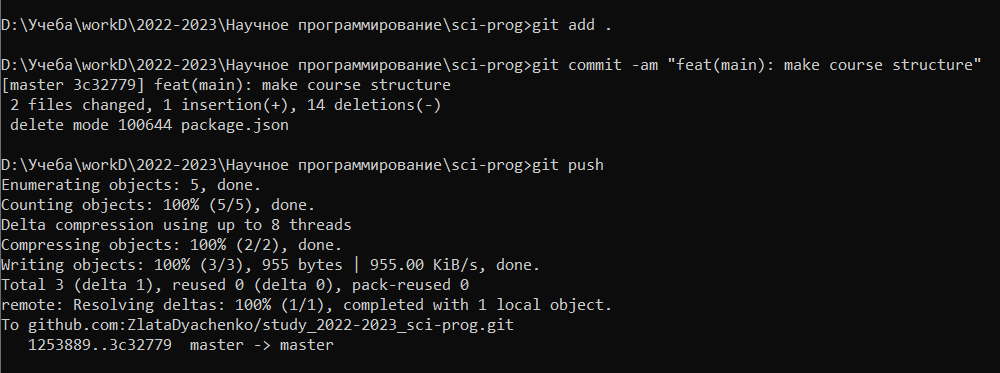 D:\Учеба\workD\2022-2023\Научное программирование\sci-prog>git add .
D:\Учеба\workD\2022-2023\Научное программирование\sci-prog>git commit -am "feat(main): make course structure"
[master 3c32779] feat(main): make course structure
 2 files changed, 1 insertion(+), 14 deletions(-)
 delete mode 100644 package.json
D:\Учеба\workD\2022-2023\Научное программирование\sci-prog>git push
Enumerating objects: 5, done.
Counting objects: 100% (5/5), done.
Delta compression using up to 8 threads
Compressing objects: 100% (2/2), done.
Writing objects: 100% (3/3), 955 bytes | 955.00 KiB/s, done.
Total 3 (delta 1), reused 0 (delta 0), pack-reused 0
remote: Resolving deltas: 100% (1/1), completed with 1 local object.
To github.com:ZlataDyachenko/study_2022-2023_sci-prog.git
   1253889..3c32779  master -> master